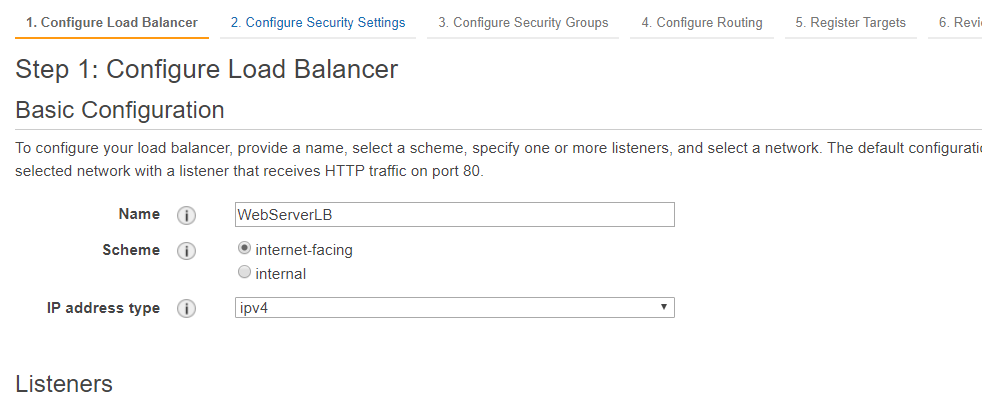 1. Configure Load Balancer 2. Configure Security Settings 3. Configure Security Groups 4. Configure Routing 5. Register Targets 6.
Step 1: Configure Load Balancer
Basic Configuration
To configure your load balancer, provide a name, select a scheme, specify one or more listeners, and select a network. The default
selected network with a listener that receives HTTP traffic on port 80.
Name i WebServerLB
Scheme i internet-facing
internal
IP address type i ipv4
Listeners